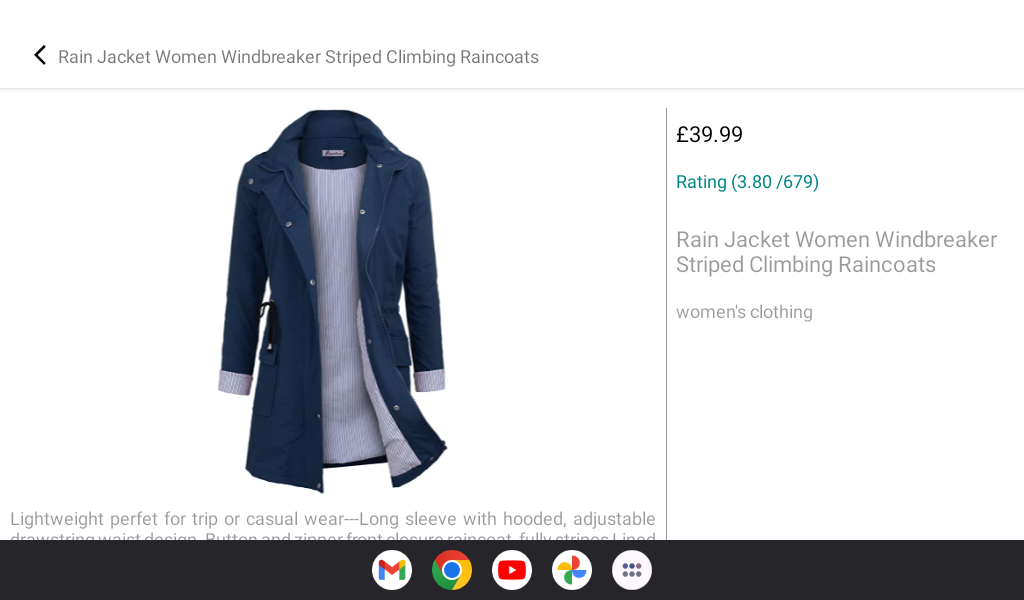 Rain Jacket Women Windbreaker Striped Climbing Raincoats
£39.99
Rating (3.80 /679)
Rain Jacket Women Windbreaker
Striped Climbing Raincoats
women's clothing
Lightweight perfet for trip or casual wear---Long sleeve with hooded, adjustable
drawstring waist design. Button and zipper front closure raincoat, fully stripes Lined